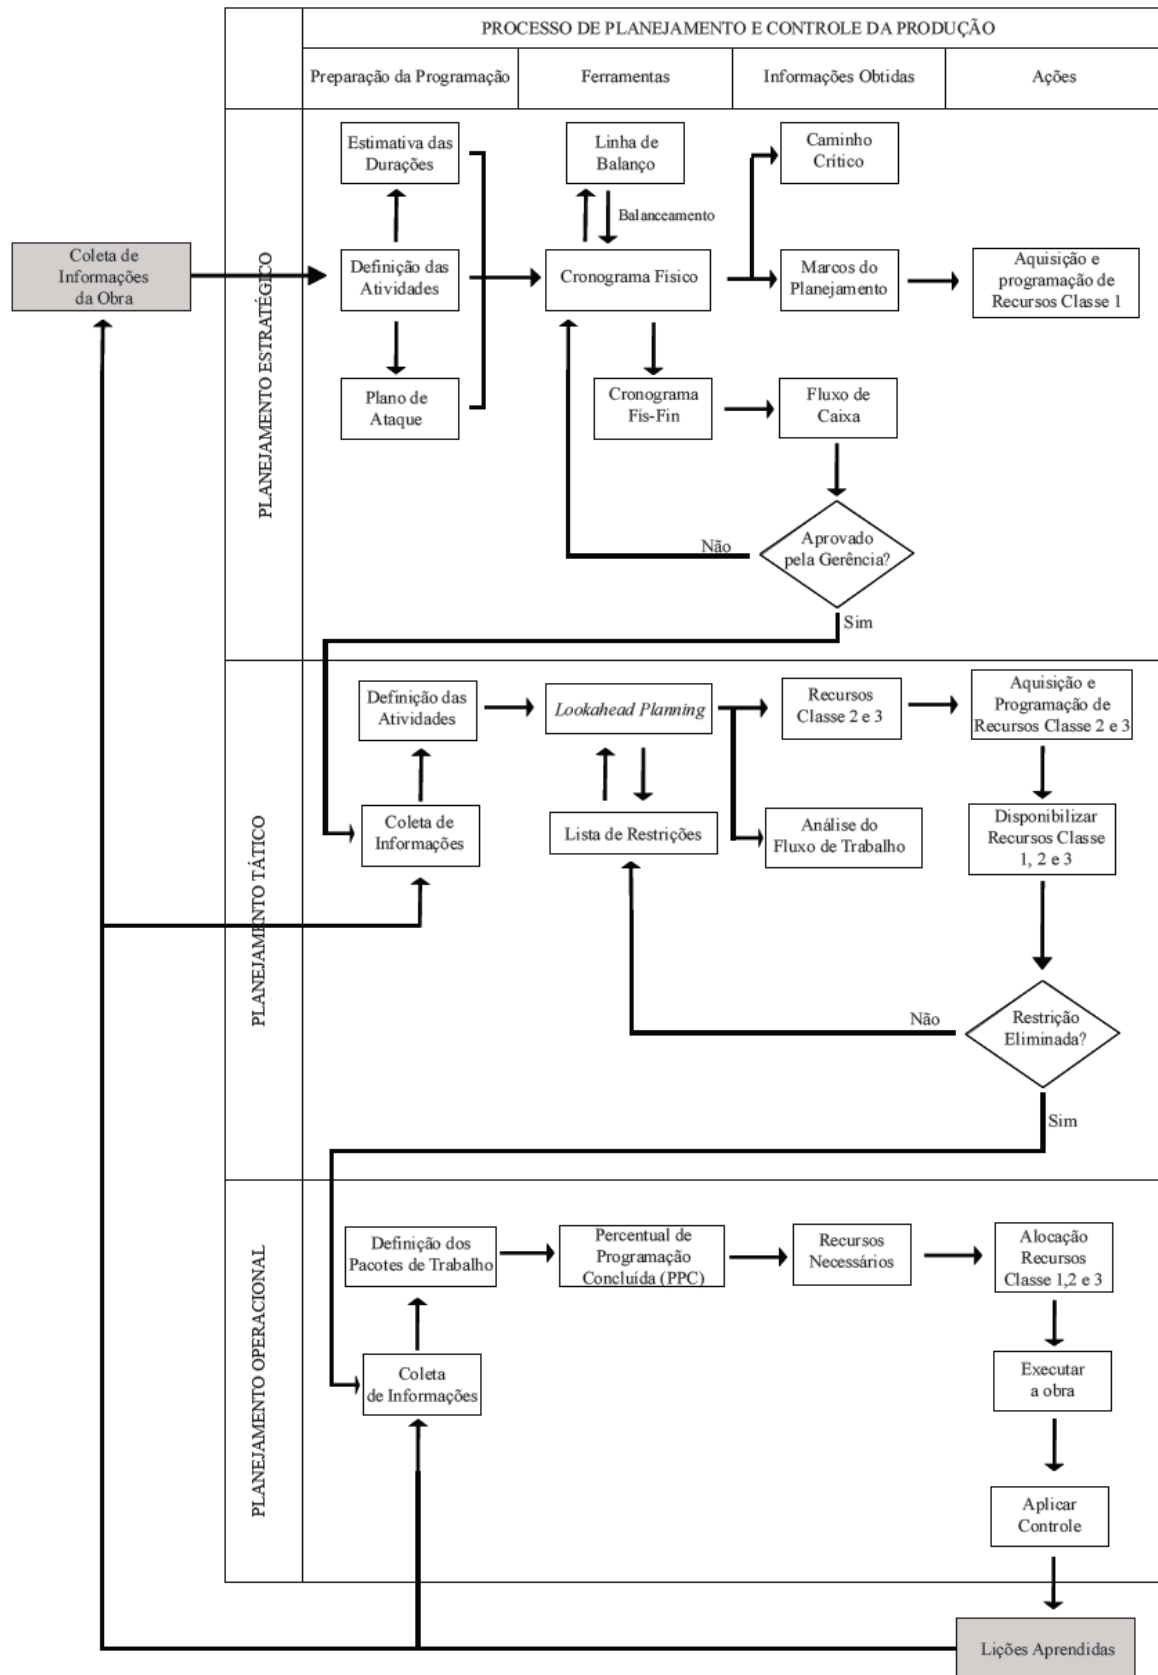 PROCESSO DE PLANEJAMENTO E CONTROLE DA PRODUÇÃO
Preparação da Programação
Ferramentas
Informações Obtidas
Ações
PLANEJAMENTO ESTRATÉGICO
Coleta de
Informações
da Obra
Estimativa das
Durações
Linha de
Balanço
Caminho
Crítico
Balanceamento
Definição das
Atividades
Cronograma Físico
Marcos do
Planejamento
Aquisição e
programação de
Recursos Classe 1
Plano de
Ataque
Cronograma
Fís-Fin
Fluxo de
Caixa
Aprovado
pela Gerência?
Não
Sim
PLANEJAMENTO TÁTICO
Definição das
Atividades
Lookahead Planning
Recursos
Classe 2 e 3
Aquisição e
Programação de
Recursos Classe 2 e 3
Coleta de
Informações
Lista de Restrições
Análise do
Fluxo de Trabalho
Disponibilizar
Recursos Classe
1, 2 e 3
Restrição
Eliminada?
Não
Sim
PLANEJAMENTO OPERACIONAL
Definição dos
Pacotes de Trabalho
Percentual de
Programação
Concluída (PPC)
Recursos
Necessários
Alocação
Recursos
Classe 1,2 e 3
Coleta
de Informações
Executar
a obra
Aplicar
Controle
Lições Aprendidas